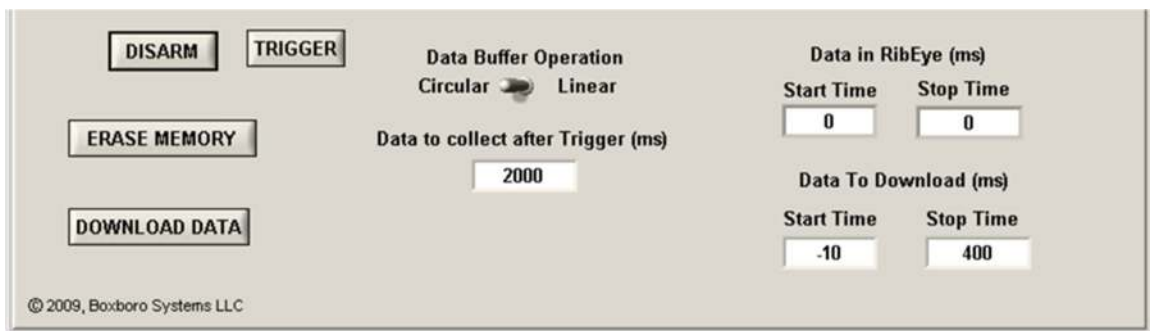 DISARM
TRIGGER
ERASE MEMORY
DOWNLOAD DATA
© 2009, Boxboro Systems LLC
Data Buffer Operation
Circular Linear
Data to collect after Trigger (ms)
2000
Data in RibEye (ms)
Start Time Stop Time
0 0
Data To Download (ms)
Start Time Stop Time
-10 400